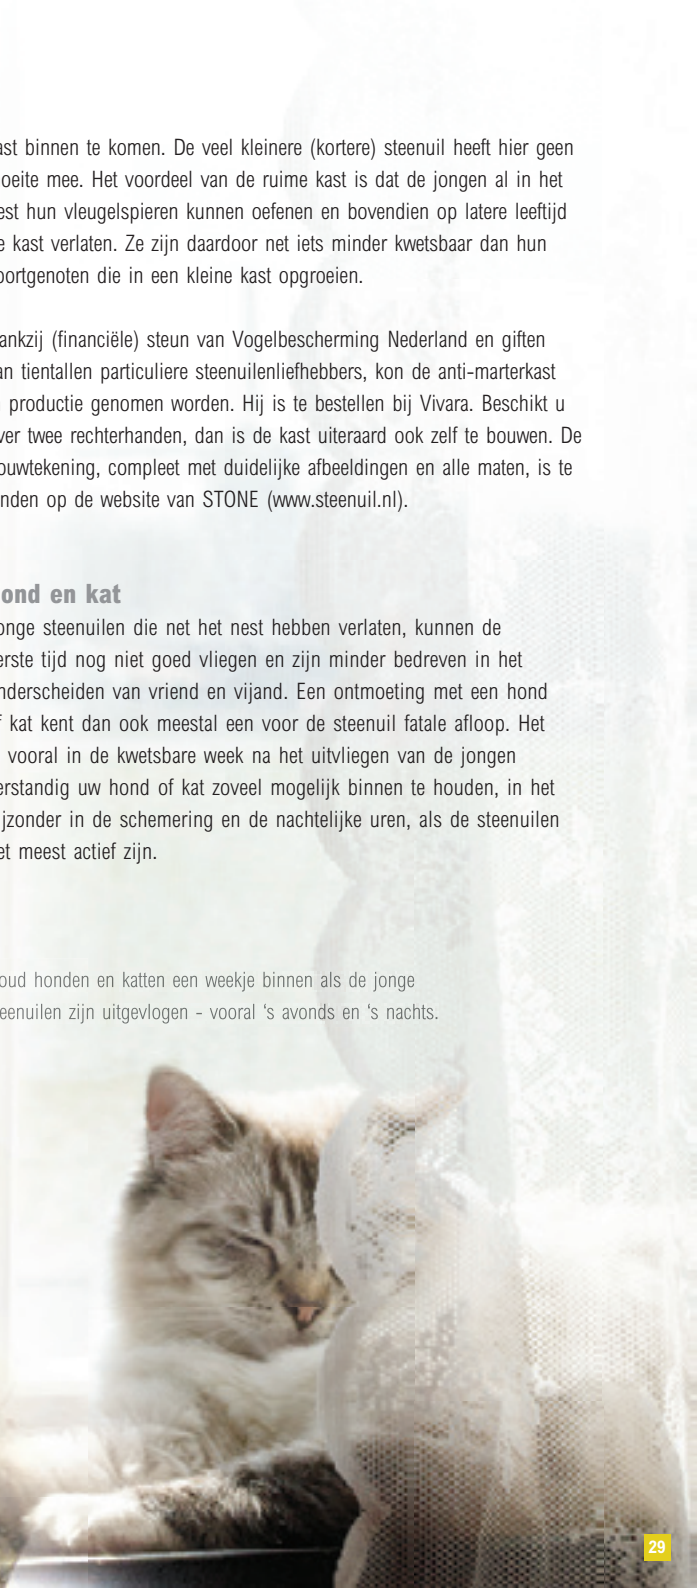 ast binnen te komen. De veel kleinere (kortere) steenuil heeft hier geen
oeite mee. Het voordeel van de ruime kast is dat de jongen al in het
est hun vleugelspieren kunnen oefenen en bovendien op latere leeftijd
e kast verlaten. Ze zijn daardoor net iets minder kwetsbaar dan hun
oortgenoten die in een kleine kast opgroeien.
ankzij (financiële) steun van Vogelbescherming Nederland en giften
an tientallen particuliere steenuilenliefhebbers, kon de anti-marterkast
productie genomen worden. Hij is te bestellen bij Vivara. Beschikt u
ver twee rechterhanden, dan is de kast uiteraard ook zelf te bouwen. De
ouwtekening, compleet met duidelijke afbeeldingen en alle maten, is te
nden op de website van STONE (www.steenuil.nl).
ond en kat
onge steenuilen die net het nest hebben verlaten, kunnen de
erste tijd nog niet goed vliegen en zijn minder bedreven in het
nderscheiden van vriend en vijand. Een ontmoeting met een hond
f kat kent dan ook meestal een voor de steenuil fatale afloop. Het
vooral in de kwetsbare week na het uitvliegen van de jongen
erstandig uw hond of kat zoveel mogelijk binnen te houden, in het
ijzonder in de schemering en de nachtelijke uren, als de steenuilen
et meest actief zijn.
oud honden en katten een weekje binnen als de jonge
eenuilen zijn uitgevlogen - vooral ‘s avonds en ‘s nachts.
29